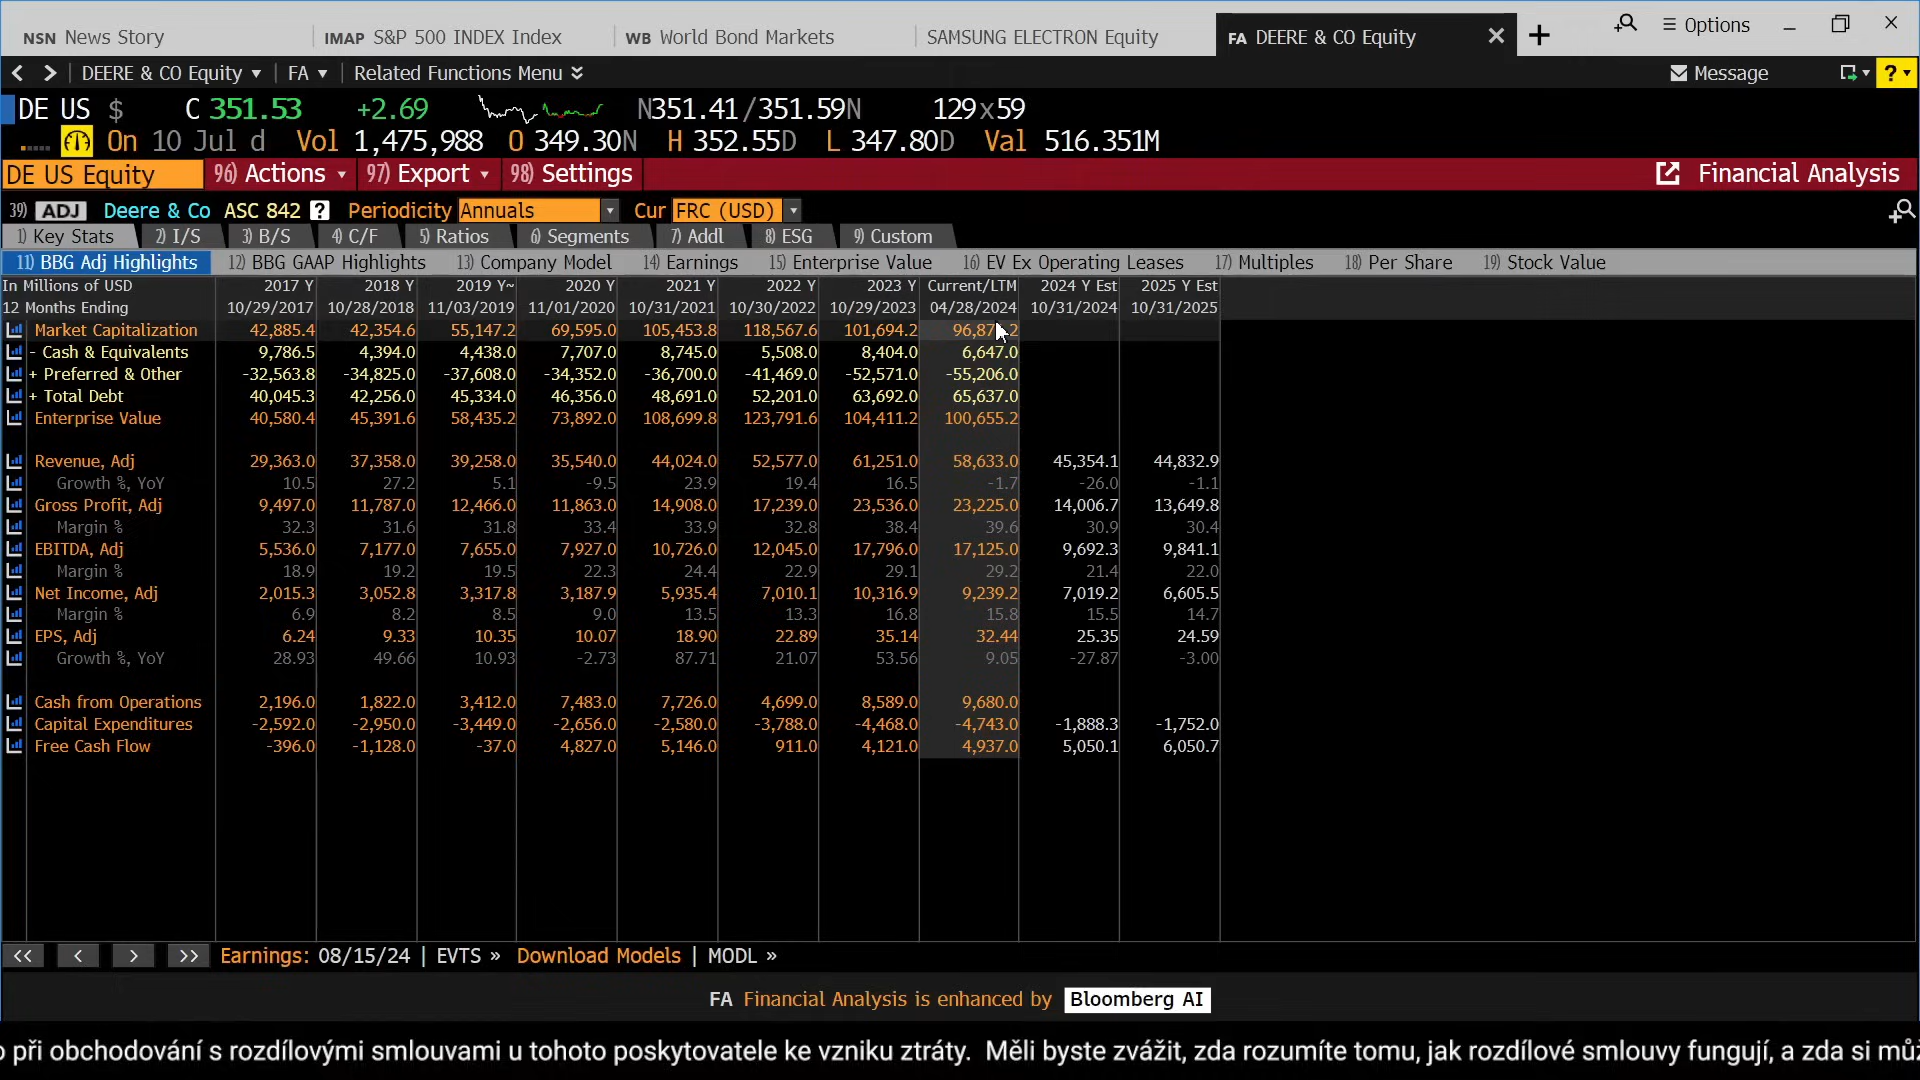 NSN News Story IMAP S&P 500 INDEX Index WB World Bond Markets SAMSUNG ELECTRON Equity FA DEERE & CO Equity Options
DEERE & CO Equity FA Related Functions Menu Message ?
DE US $ C 351.53 +2.69 N351.41/351.59N 129x59
On 10 Jul d Vol 1,475,988 O 349.30N H 352.55D L 347.80D Val 516.351M
DE US Equity 96) Actions 97) Export 98) Settings Financial Analysis
39) ADJ Deere & Co ASC 842 ? Periodicity Annuals Cur FRC (USD)
1) Key Stats 2) I/S 3) B/S 4) C/F 5) Ratios 6) Segments 7) Addl 8) ESG 9) Custom
11) BBG Adj Highlights 12) BBG GAAP Highlights 13) Company Model 14) Earnings 15) Enterprise Value 16) EV Ex Operating Leases 17) Multiples 18) Per Share 19) Stock Value
In Millions of USD 2017 Y 2018 Y 2019 Y~ 2020 Y 2021 Y 2022 Y 2023 Y Current/LTM 2024 Y Est 2025 Y Est
12 Months Ending 10/29/2017 10/28/2018 11/03/2019 11/01/2020 10/31/2021 10/30/2022 10/29/2023 04/28/2024 10/31/2024 10/31/2025
Market Capitalization 42,885.4 42,354.6 55,147.2 69,595.0 105,453.8 118,567.6 101,694.2
- Cash & Equivalents 9,786.5 4,394.0 4,438.0 7,707.0 8,745.0 5,508.0 8,404.0 6,647.0
+ Preferred & Other -32,563.8 -34,825.0 -37,608.0 -34,352.0 -36,700.0 -41,469.0 -52,571.0 -55,206.0
+ Total Debt 40,045.3 42,256.0 45,334.0 46,356.0 48,691.0 52,201.0 63,692.0 65,637.0
Enterprise Value 40,580.4 45,391.6 58,435.2 73,892.0 108,699.8 123,791.6 104,411.2 100,655.2
Revenue, Adj 29,363.0 37,358.0 39,258.0 35,540.0 44,024.0 52,577.0 61,251.0 58,633.0 45,354.1 44,832.9
Growth %, YoY 10.5 27.2 5.1 -9.5 23.9 19.4 16.5 -1.7 -26.0 -1.1
Gross Profit, Adj 9,497.0 11,787.0 12,466.0 11,863.0 14,908.0 17,239.0 23,536.0 23,225.0 14,006.7 13,649.8
Margin % 32.3 31.6 31.8 33.4 33.9 32.8 38.4 39.6 30.9 30.4
EBITDA, Adj 5,536.0 7,177.0 7,655.0 7,927.0 10,726.0 12,045.0 17,796.0 17,125.0 9,692.3 9,841.1
Margin % 18.9 19.2 19.5 22.3 24.4 22.9 29.1 29.2 21.4 22.0
Net Income, Adj 2,015.3 3,052.8 3,317.8 3,187.9 5,935.4 7,010.1 10,316.9 9,239.2 7,019.2 6,605.5
Margin % 6.9 8.2 8.5 9.0 13.5 13.3 16.8 15.8 15.5 14.7
EPS, Adj 6.24 9.33 10.35 10.07 18.90 22.89 35.14 32.44 25.35 24.59
Growth %, YoY 28.93 49.66 10.93 -2.73 87.71 21.07 53.56 9.05 -27.87 -3.00
Cash from Operations 2,196.0 1,822.0 3,412.0 7,483.0 7,726.0 4,699.0 8,589.0 9,680.0
Capital Expenditures -2,592.0 -2,950.0 -3,449.0 -2,656.0 -2,580.0 -3,788.0 -4,468.0 -4,743.0 -1,888.3 -1,752.0
Free Cash Flow -396.0 -1,128.0 -37.0 4,827.0 5,146.0 911.0 4,121.0 4,937.0 5,050.1 6,050.7
<< < > >> Earnings: 08/15/24 | EVTS » Download Models | MODL »
FA Financial Analysis is enhanced by Bloomberg AI
při obchodování s rozdílovými smlouvami u tohoto poskytovatele ke vzniku ztráty. Měli byste zvážit, zda rozumíte tomu, jak rozdílové smlouvy fungují, a zda si